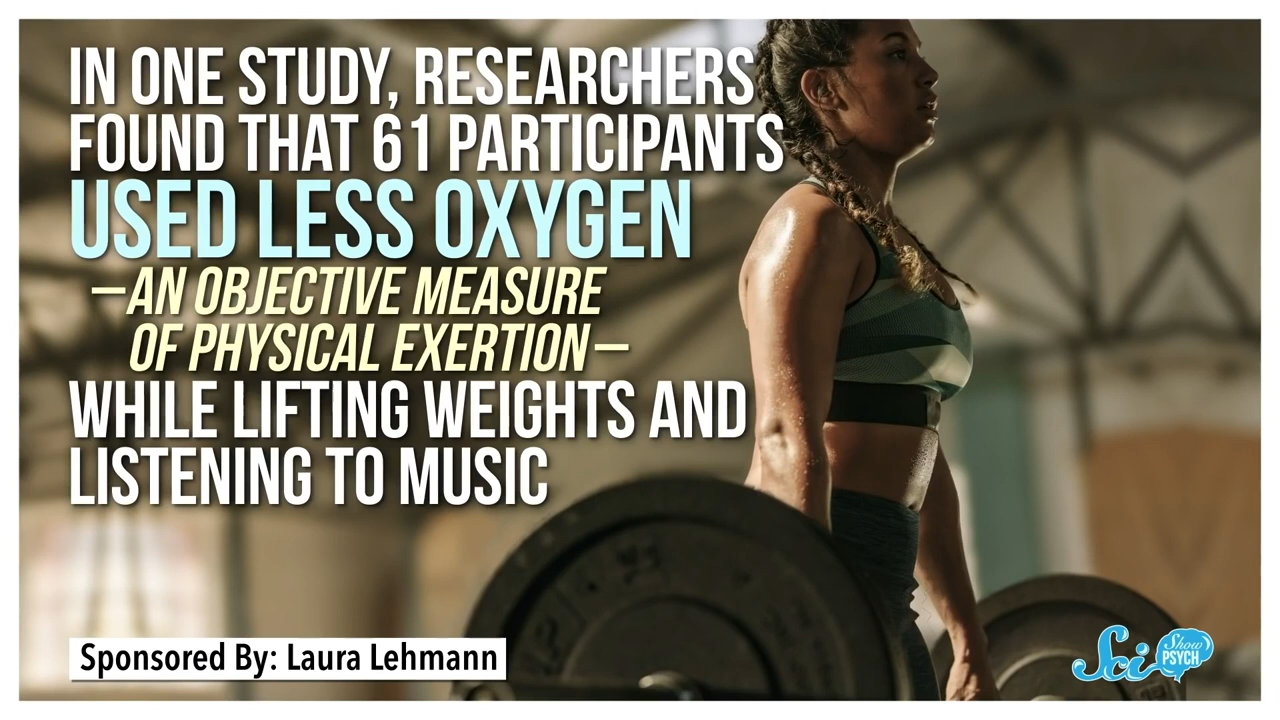 IN ONE STUDY, RESEARCHERS
FOUND THAT 61 PARTICIPANTS
USED LESS OXYGEN
—AN OBJECTIVE MEASURE
OF PHYSICAL EXERTION—
WHILE LIFTING WEIGHTS AND
LISTENING TO MUSIC
Sponsored By: Laura Lehmann
Sci Show
PSYCH